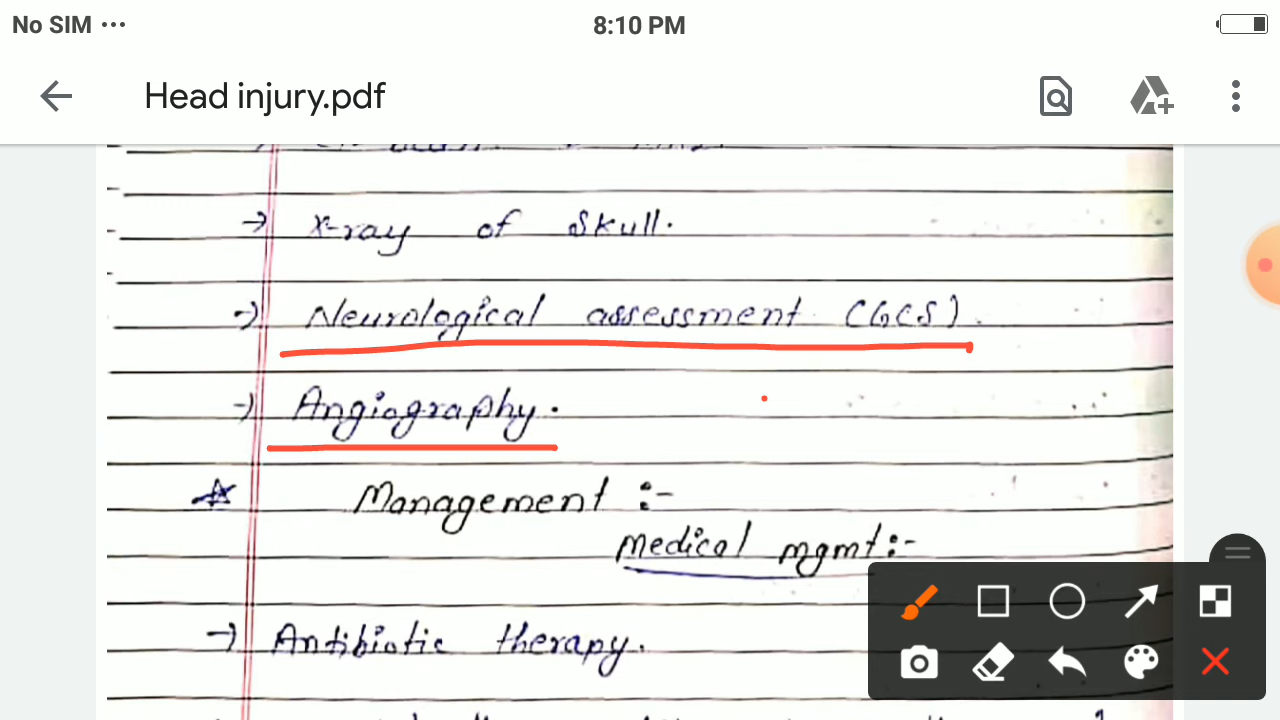 No SIM ••• 8:10 PM
Head injury.pdf
→ X-ray of Skull.
→ Neurological assessment (GCS).
→ Angiography.
☆ Management :-
Medical mgmt:-
→ Antibiotic therapy.